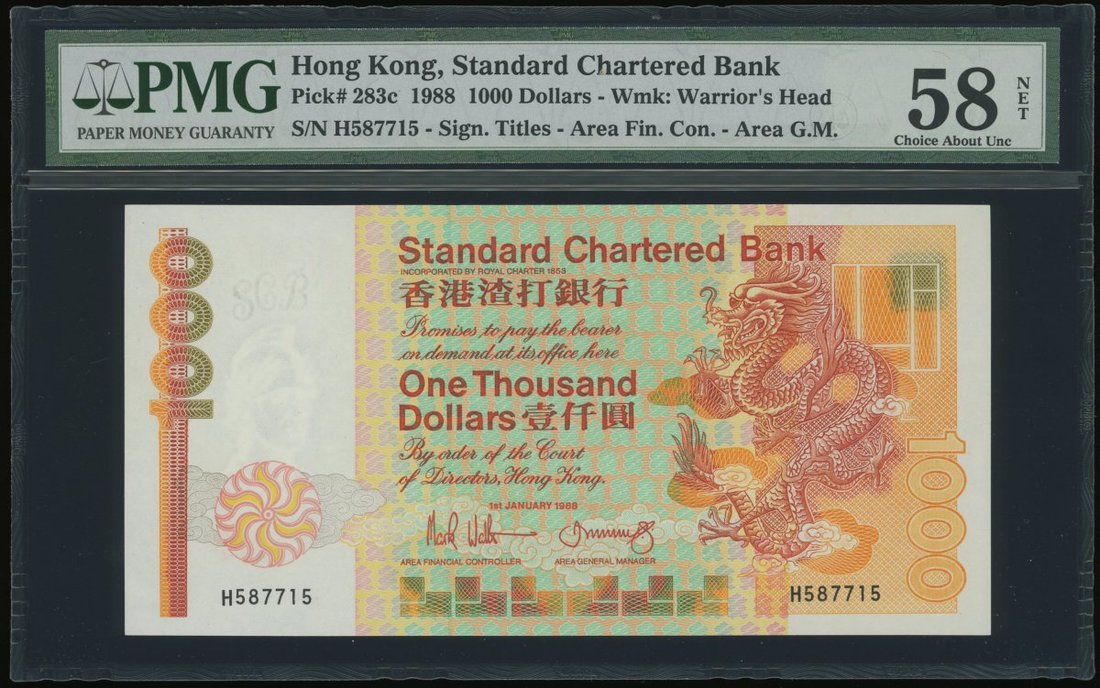 PMG
PAPER MONEY GUARANTY
Hong Kong, Standard Chartered Bank
Pick# 283c 1988 1000 Dollars - Wmk: Warrior's Head
S/N H587715 - Sign. Titles - Area Fin. Con. - Area G.M.
58
NET
Choice About Unc
1000
SCB
Standard Chartered Bank
INCORPORATED BY ROYAL CHARTER 1853
香港渣打銀行
Promises to pay the bearer
on demand at its office here
One Thousand
Dollars 壹仟圓
By order of the Court
of Directors, Hong Kong.
1st JANUARY 1988
Mark Wall
AREA FINANCIAL CONTROLLER
AREA GENERAL MANAGER
H587715
H587715
1000